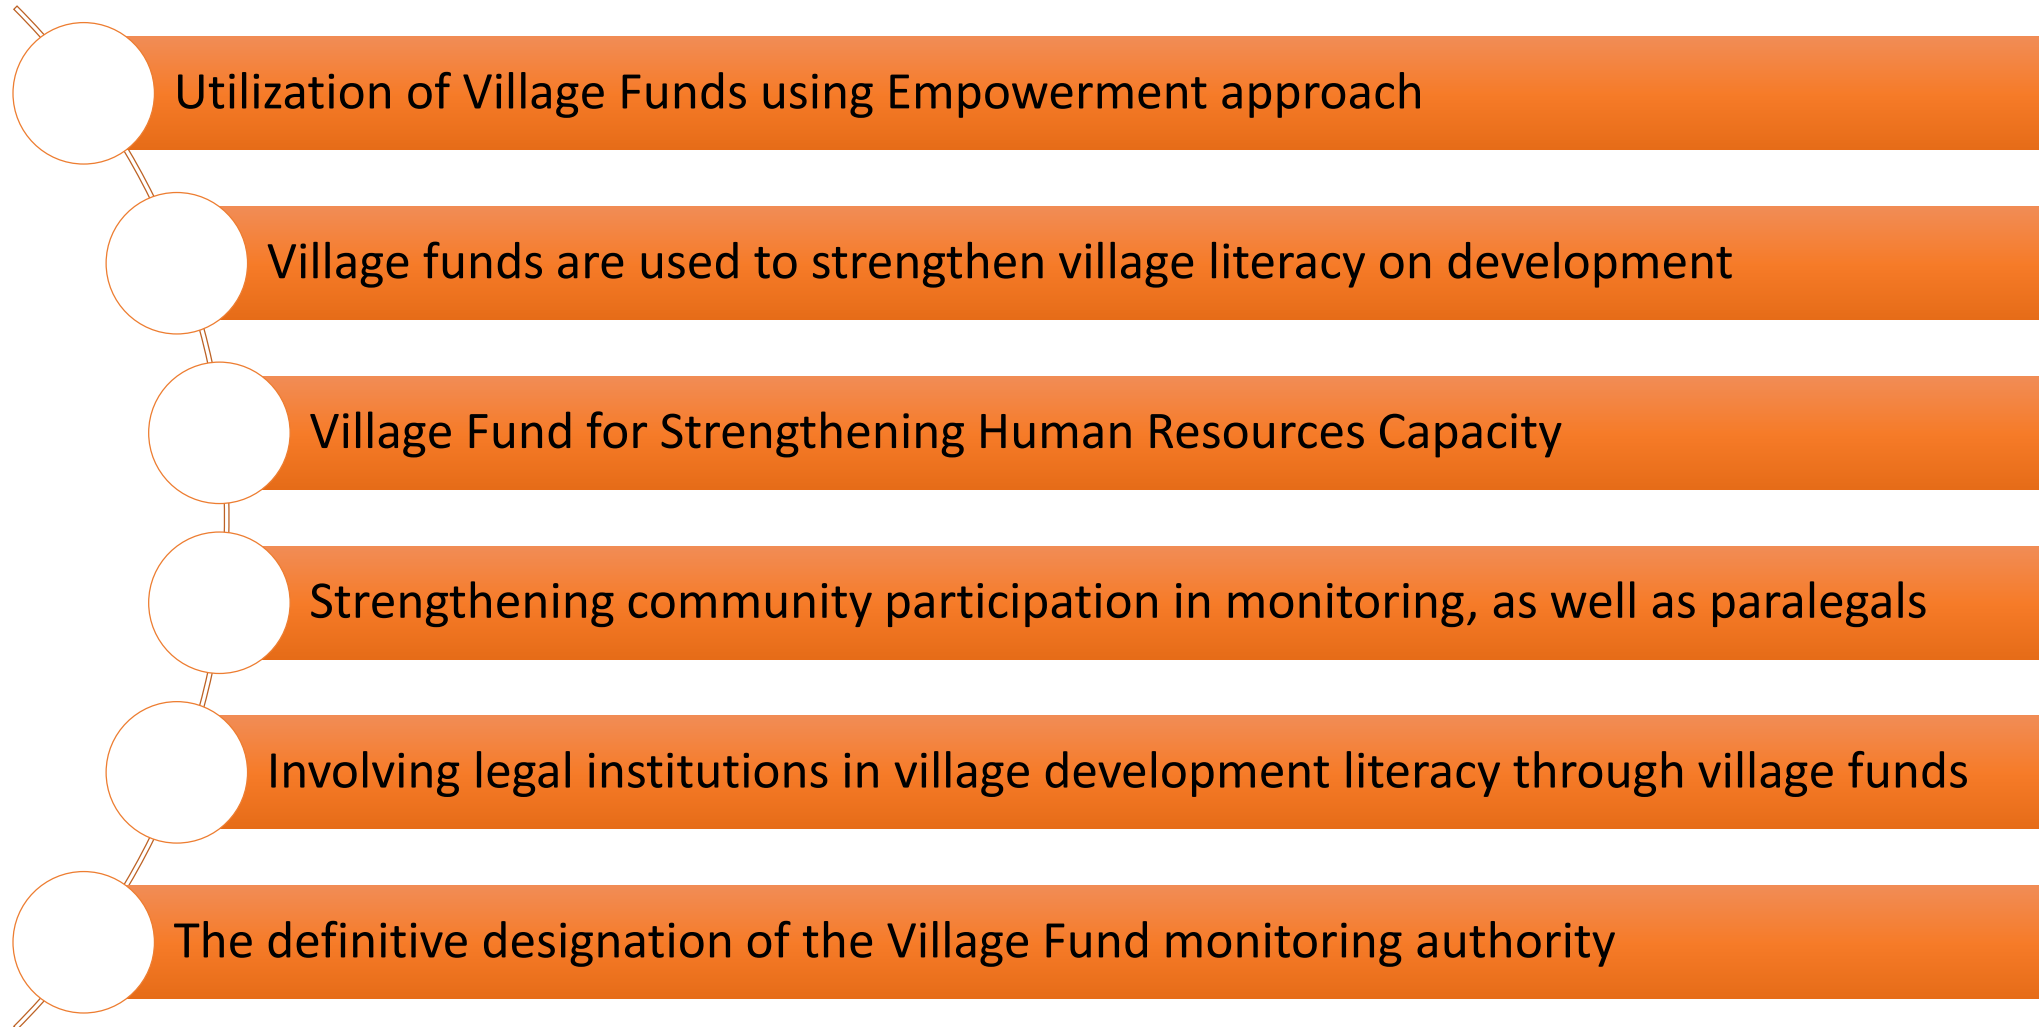 Utilization of Village Funds using Empowerment approach
Village funds are used to strengthen village literacy on development
Village Fund for Strengthening Human Resources Capacity
Strengthening community participation in monitoring, as well as paralegals
Involving legal institutions in village development literacy through village funds
The definitive designation of the Village Fund monitoring authority